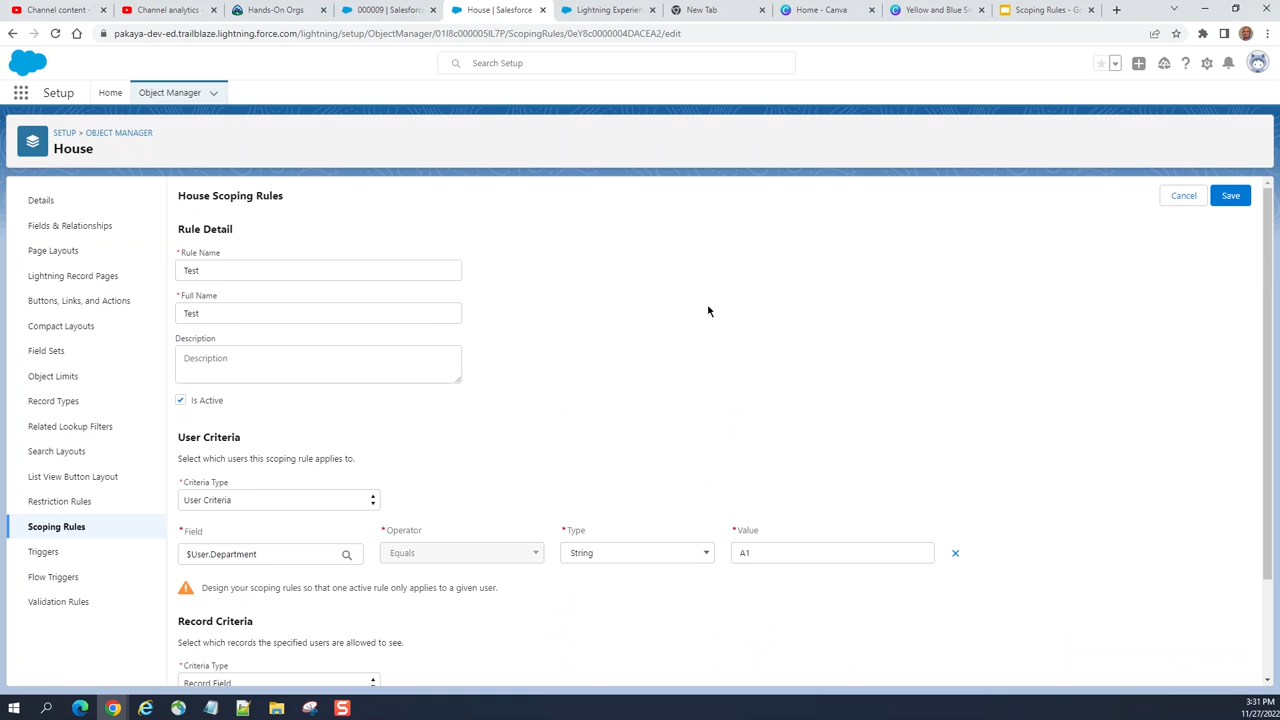 Channel content - Channel analytics - Hands-On Orgs 000009 | Salesforce House | Salesforce Lightning Experien New Tab Home - Canva Yellow and Blue Sm Scoping Rules - Go
pakaya-dev-ed.trailblaze.lightning.force.com/lightning/setup/ObjectManager/01I8c000005IL7P/ScopingRules/0eY8c0000004DACEA2/edit
Search Setup
Setup Home Object Manager
SETUP > OBJECT MANAGER
House
Details
Fields & Relationships
Page Layouts
Lightning Record Pages
Buttons, Links, and Actions
Compact Layouts
Field Sets
Object Limits
Record Types
Related Lookup Filters
Search Layouts
List View Button Layout
Restriction Rules
Scoping Rules
Triggers
Flow Triggers
Validation Rules
House Scoping Rules Cancel Save
Rule Detail
* Rule Name
Test
* Full Name
Test
Description
Description
Is Active
User Criteria
Select which users this scoping rule applies to.
* Criteria Type
User Criteria
* Field * Operator * Type * Value
$User.Department Equals String A1
Design your scoping rules so that one active rule only applies to a given user.
Record Criteria
Select which records the specified users are allowed to see.
* Criteria Type
Record Field
3:31 PM
11/27/2022